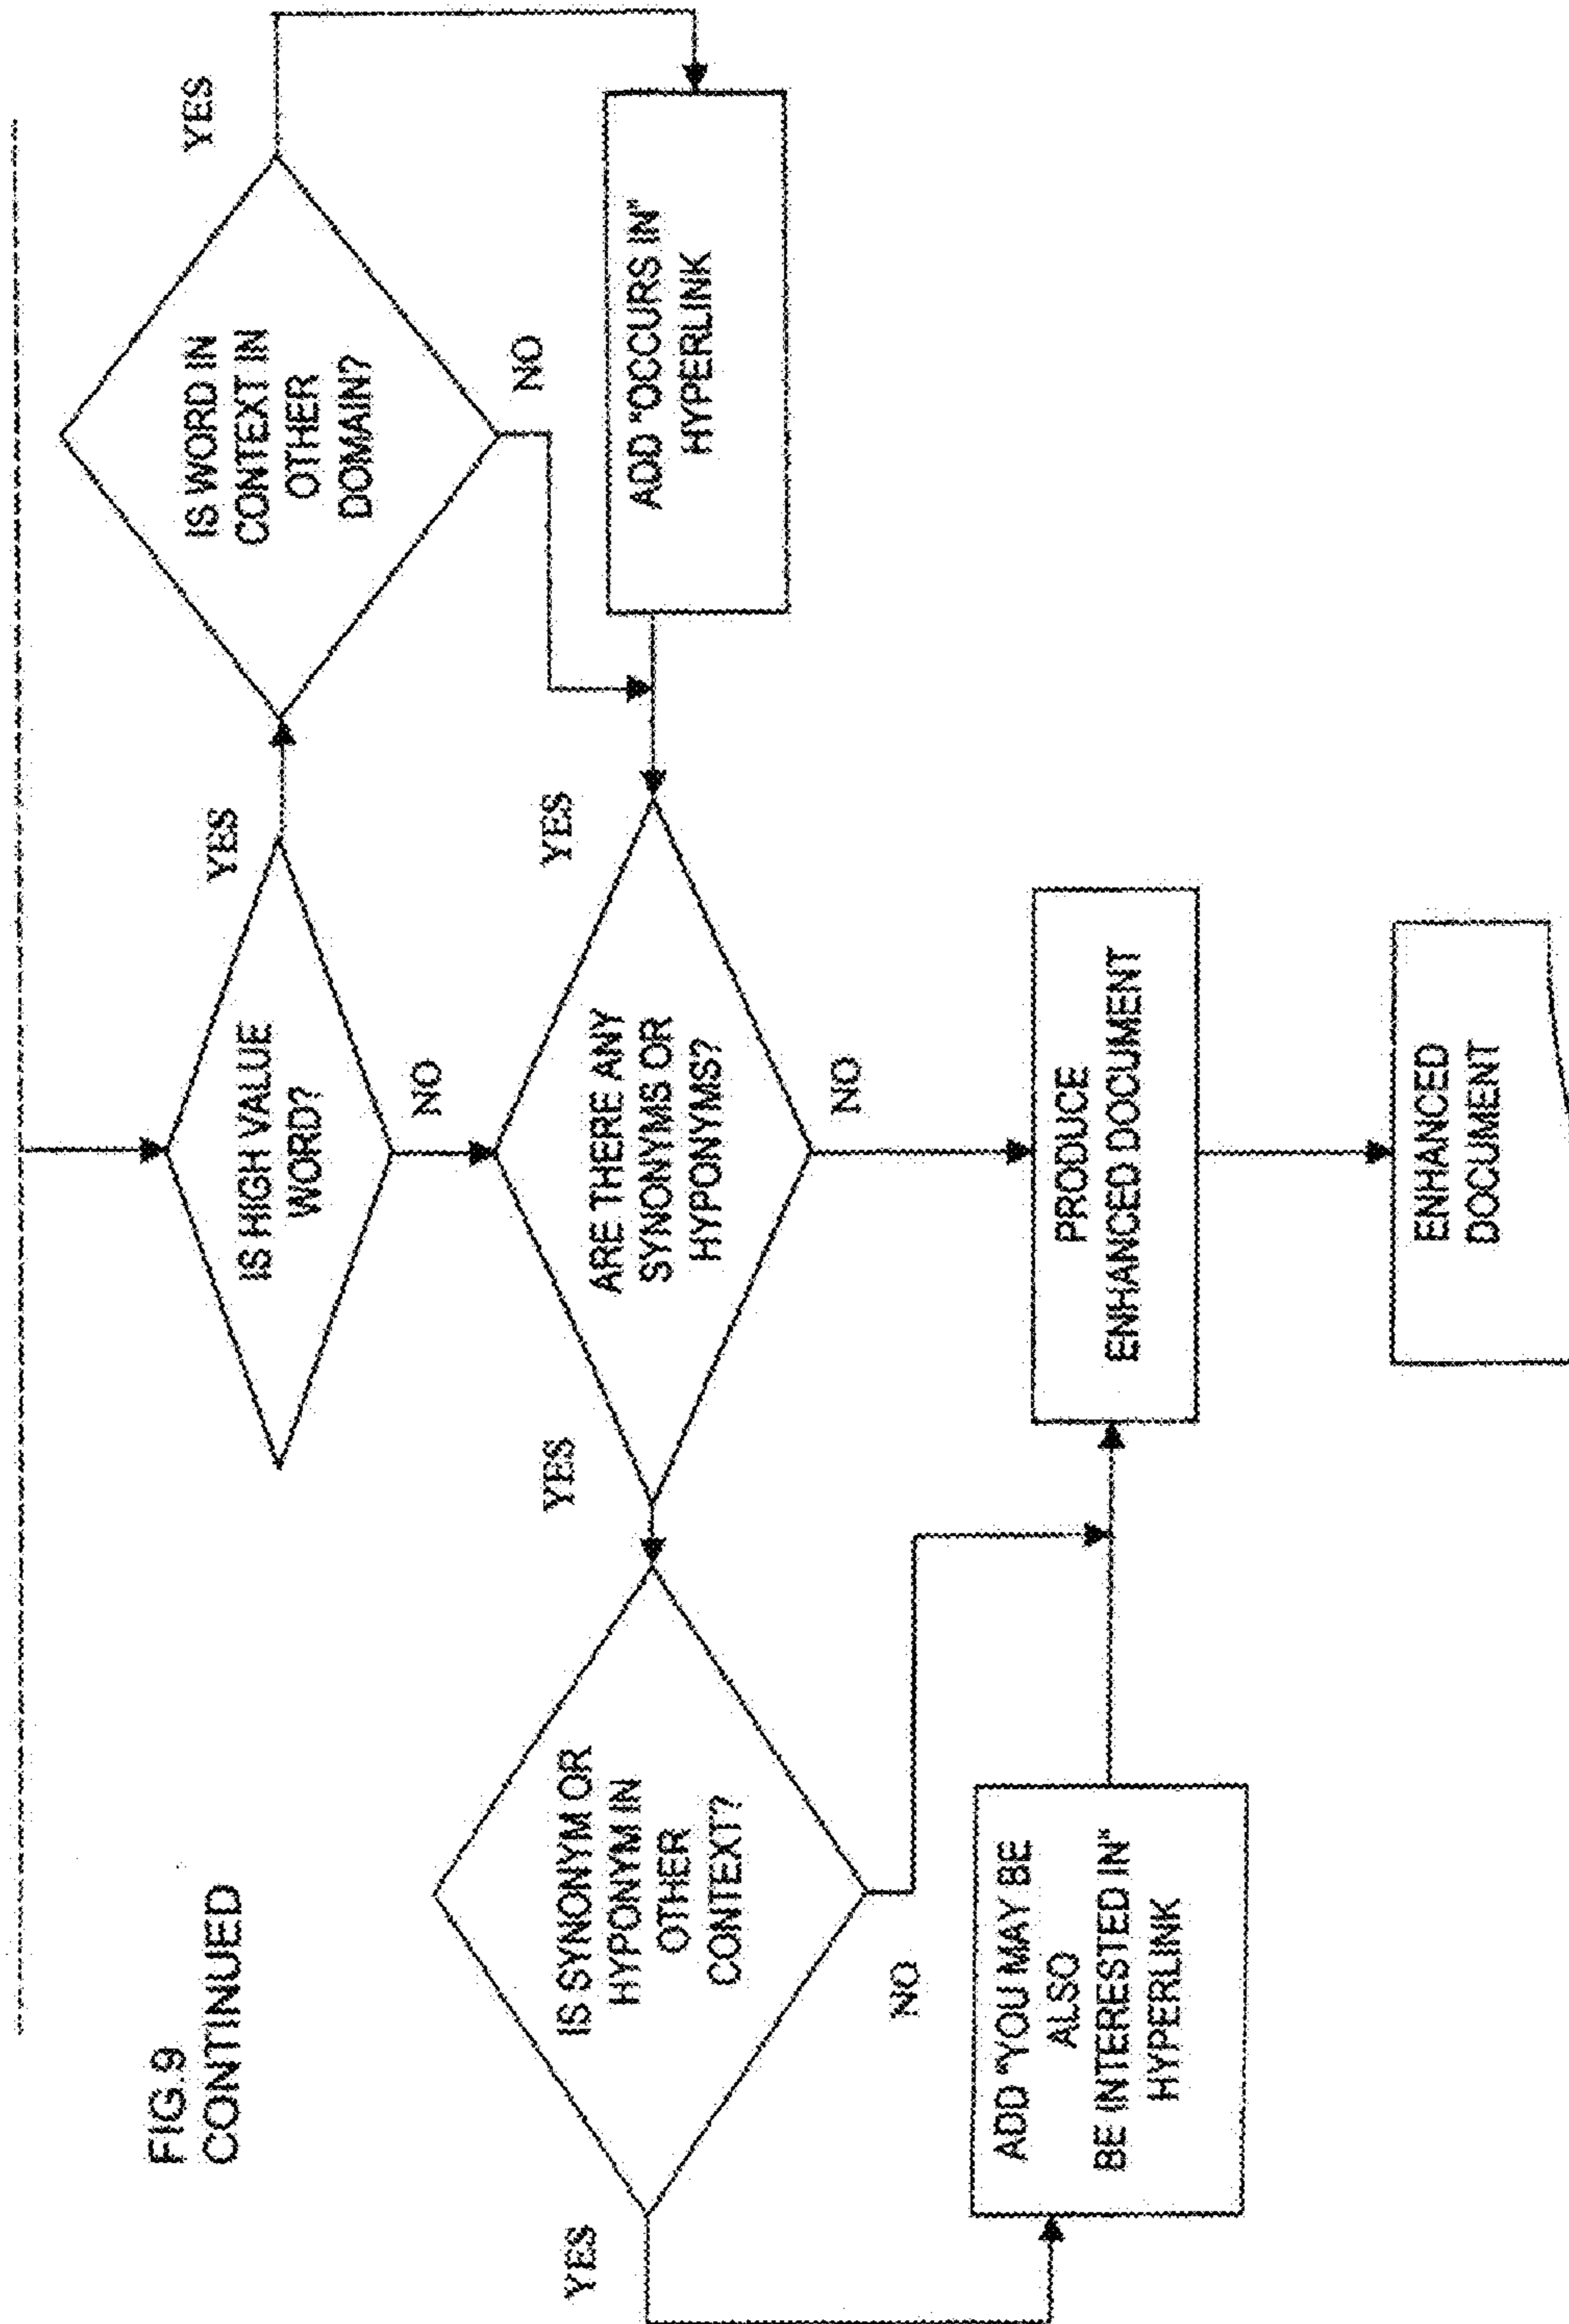 FIG.9
CONTINUED
IS HIGH VALUE
WORD?
YES
NO
IS WORD IN
CONTEXT IN
OTHER
DOMAIN?
YES
NO
ADD "OCCURS IN"
HYPERLINK
YES
ARE THERE ANY
SYNONYMS OR
HYPONYMS?
YES
NO
IS SYNONYM OR
HYPONYM IN
OTHER
CONTEXT?
YES
NO
ADD "YOU MAY BE
ALSO
BE INTERESTED IN"
HYPERLINK
PRODUCE
ENHANCED DOCUMENT
ENHANCED
DOCUMENT